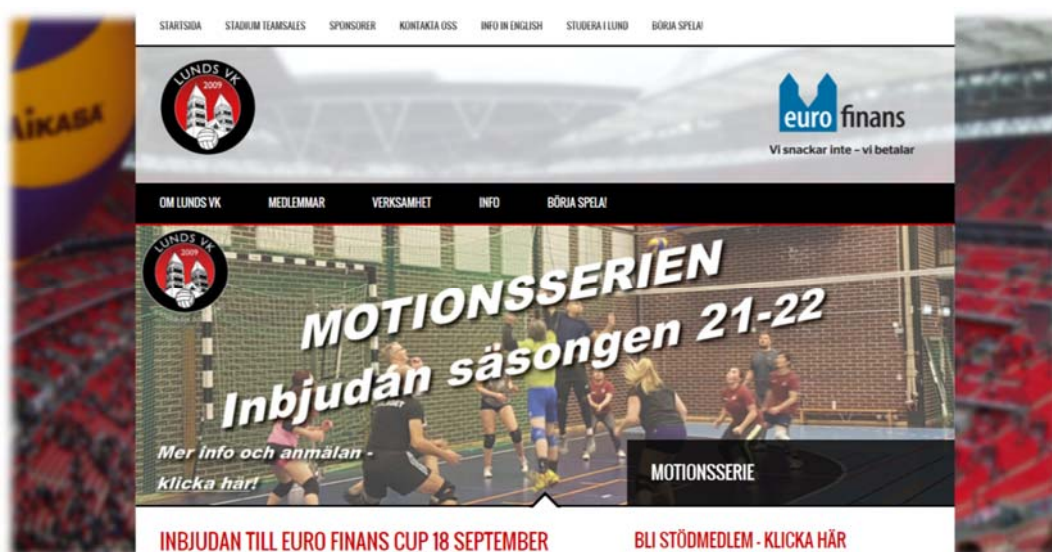 STARTSIDA STADIUM TEAMSALES SPONSORER KONTAKTA OSS INFO IN ENGLISH STUDERA I LUND BÖRJA SPELA!
MIKASA
LUNDS VK
2009
euro finans
Vi snackar inte – vi betalar
OM LUNDS VK MEDLEMMAR VERKSAMHET INFO BÖRJA SPELA!
LUNDS VK
2009
MOTIONSSERIEN
Inbjudan säsongen 21-22
Mer info och anmälan -
klicka här!
MOTIONSSERIE
INBJUDAN TILL EURO FINANS CUP 18 SEPTEMBER
BLI STÖDMEDLEM - KLICKA HÄR